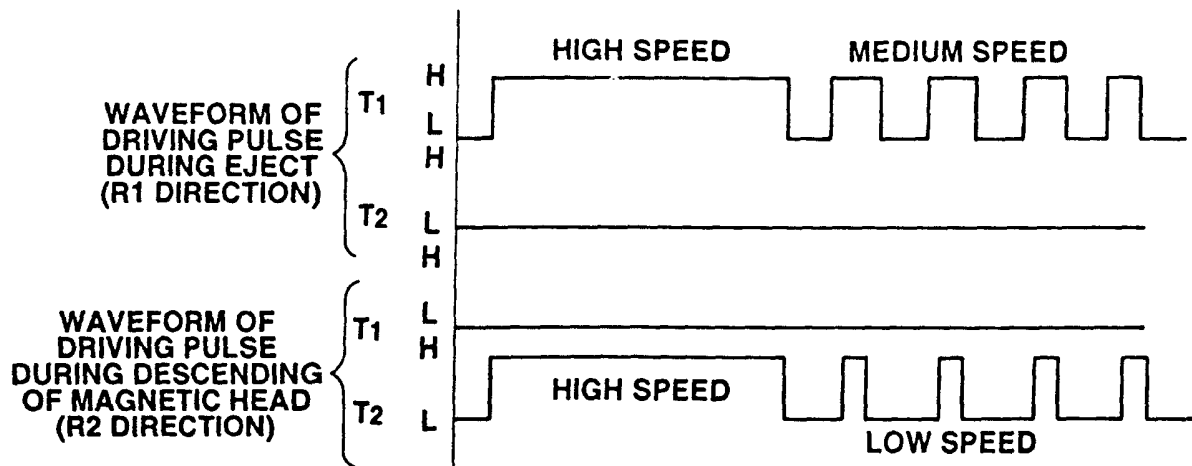 HIGH SPEED
MEDIUM SPEED
WAVEFORM OF
DRIVING PULSE
DURING EJECT
(R1 DIRECTION)
T1
H
L
T2
H
L
WAVEFORM OF
DRIVING PULSE
DURING DESCENDING
OF MAGNETIC HEAD
(R2 DIRECTION)
T1
H
L
T2
H
L
HIGH SPEED
LOW SPEED